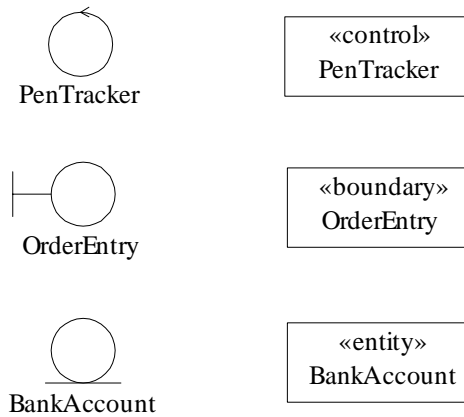 PenTracker
«control»
PenTracker
OrderEntry
«boundary»
OrderEntry
BankAccount
«entity»
BankAccount